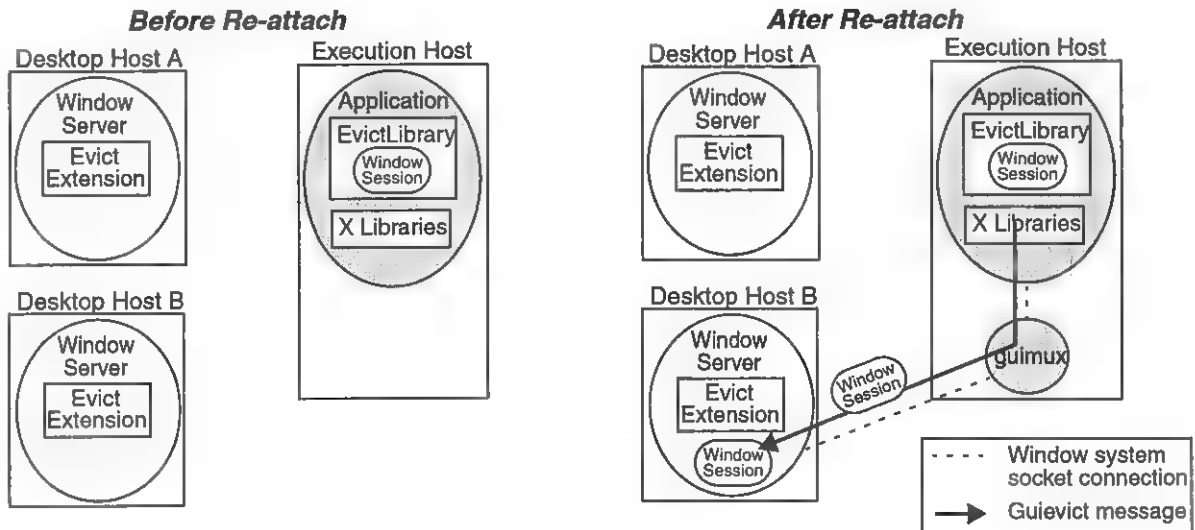 Before Re-attach
Desktop Host A
Window
Server
Evict
Extension
Execution Host
Application
EvictLibrary
Window
Session
X Libraries
Desktop Host B
Window
Server
Evict
Extension
After Re-attach
Desktop Host A
Window
Server
Evict
Extension
Execution Host
Application
EvictLibrary
Window
Session
X Libraries
guimux
Desktop Host B
Window
Server
Evict
Extension
Window
Session
Window
Session
Window system
socket connection
Guievict message